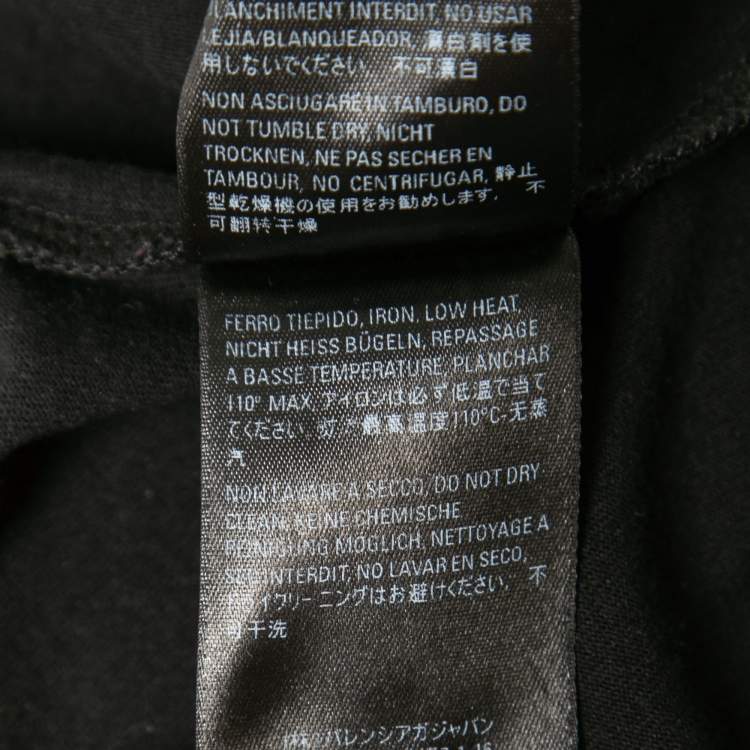 BLANCHIMENT INTERDIT, NO USAR
LEJIA/BLANQUEADOR, 漂白剤を使
用しないでください. 不可漂白
NON ASCIUGARE IN TAMBURO, DO
NOT TUMBLE DRY, NICHT
TROCKNEN, NE PAS SECHER EN
TAMBOUR, NO CENTRIFUGAR, 静止
型乾燥機の使用をお勧めします. 不
可翻转干燥
FERRO TIEPIDO, IRON, LOW HEAT,
NICHT HEISS BÜGELN, REPASSAGE
A BASSE TEMPERATURE, PLANCHAR
110° MAX, アイロンは必ず低温で当て
てください 最高温度110°C-无蒸
汽
NON LAVARE A SECCO, DO NOT DRY
CLEAN, KEINE CHEMISCHE
REINIGUNG MÖGLICH, NETTOYAGE A
SEC INTERDIT, NO LAVAR EN SECO,
ドライクリーニングはお避けください. 不
可干洗
バレンシアガジャパン